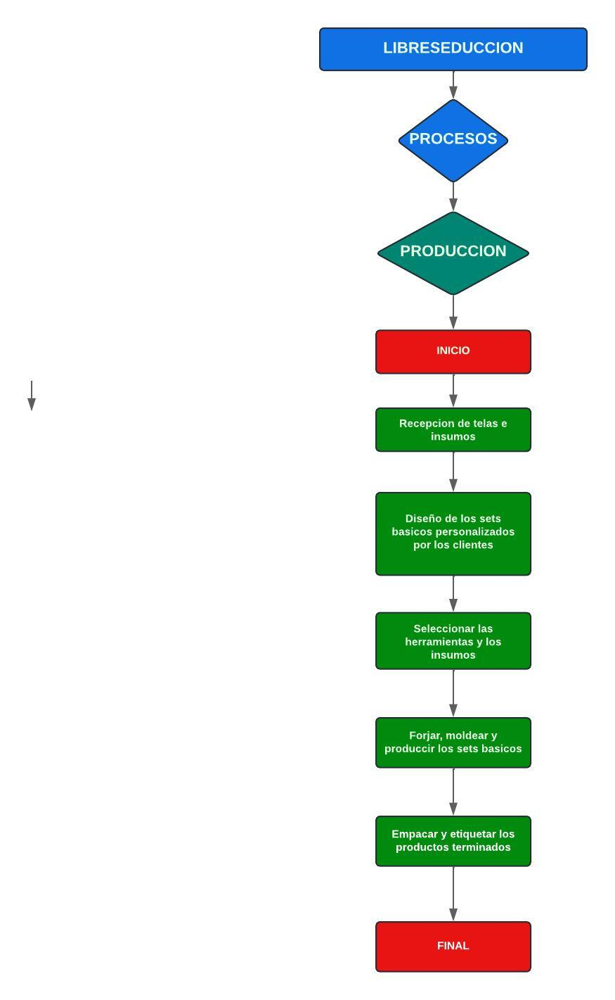 LIBRESEDUCCION
PROCESOS
PRODUCCION
INICIO
Recepcion de telas e
insumos
Diseño de los sets
basicos personalizados
por los clientes
Seleccionar las
herramientas y los
insumos
Forjar, moldear y
produccir los sets basicos
Empacar y etiquetar los
productos terminados
FINAL